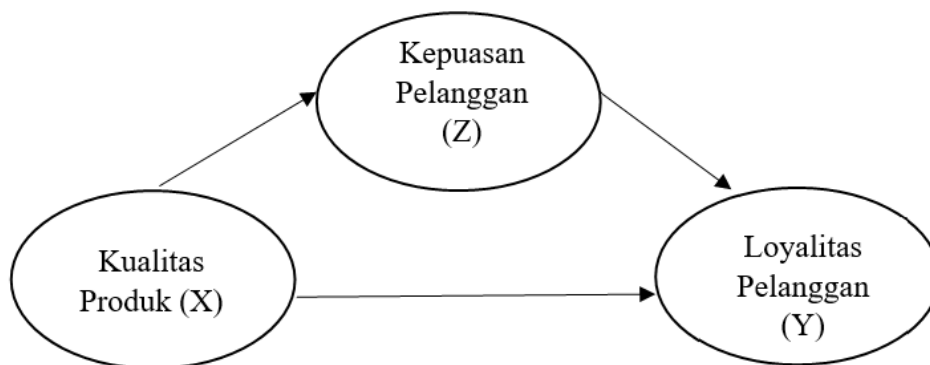 Kepuasan
Pelanggan
(Z)
Kualitas
Produk (X)
Loyalitas
Pelanggan
(Y)